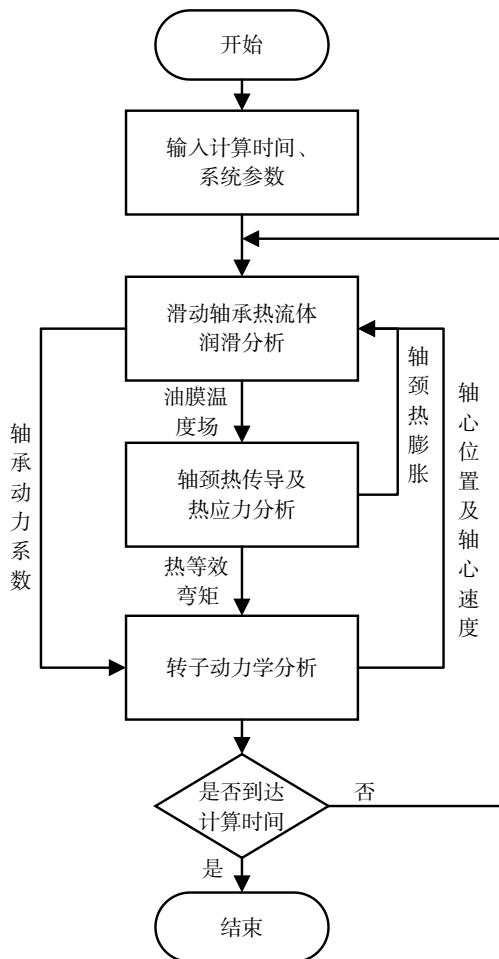 开始
输入计算时间、
系统参数
滑动轴承热流体
润滑分析
油膜温
度场
轴颈热膨胀
轴心位置及轴心速度
轴承动力系数
轴颈热传导及
热应力分析
热等效
弯矩
转子动力学分析
是否到达
计算时间
否
是
结束